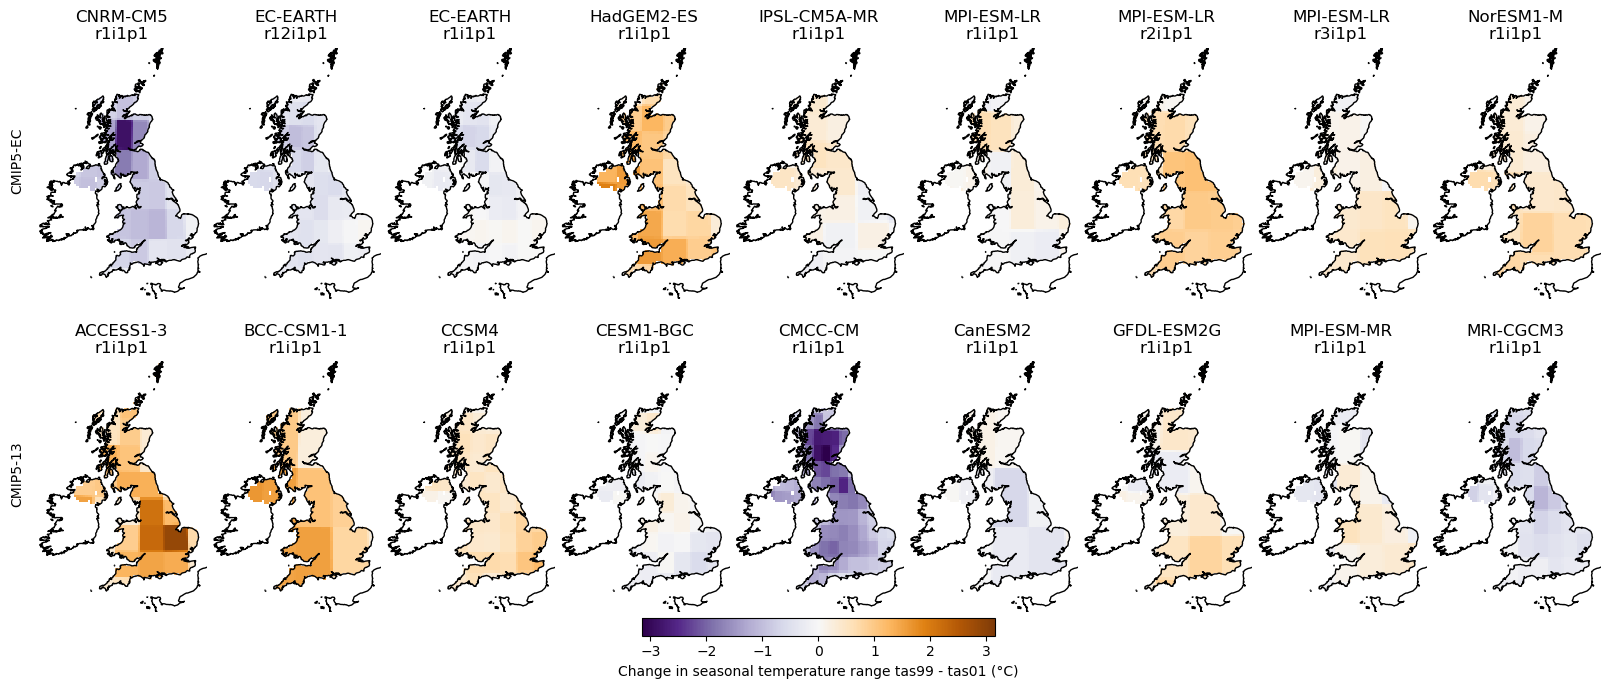 CNRM-CM5 EC-EARTH EC-EARTH HadGEM2-ES IPSL-CM5A-MR MPI-ESM-LR MPI-ESM-LR MPI-ESM-LR NorESM1-M
r1i1p1 r12i1p1 r1i1p1 r1i1p1 r1i1p1 r1i1p1 r2i1p1 r3i1p1 r1i1p1
CMIP5-EC
ACCESS1-3 BCC-CSM1-1 CCSM4 CESM1-BGC CMCC-CM CanESM2 GFDL-ESM2G MPI-ESM-MR MRI-CGCM3
r1i1p1 r1i1p1 r1i1p1 r1i1p1 r1i1p1 r1i1p1 r1i1p1 r1i1p1 r1i1p1
CMIP5-13
−3 −2 −1 0 1 2 3
Change in seasonal temperature range tas99 - tas01 (°C)